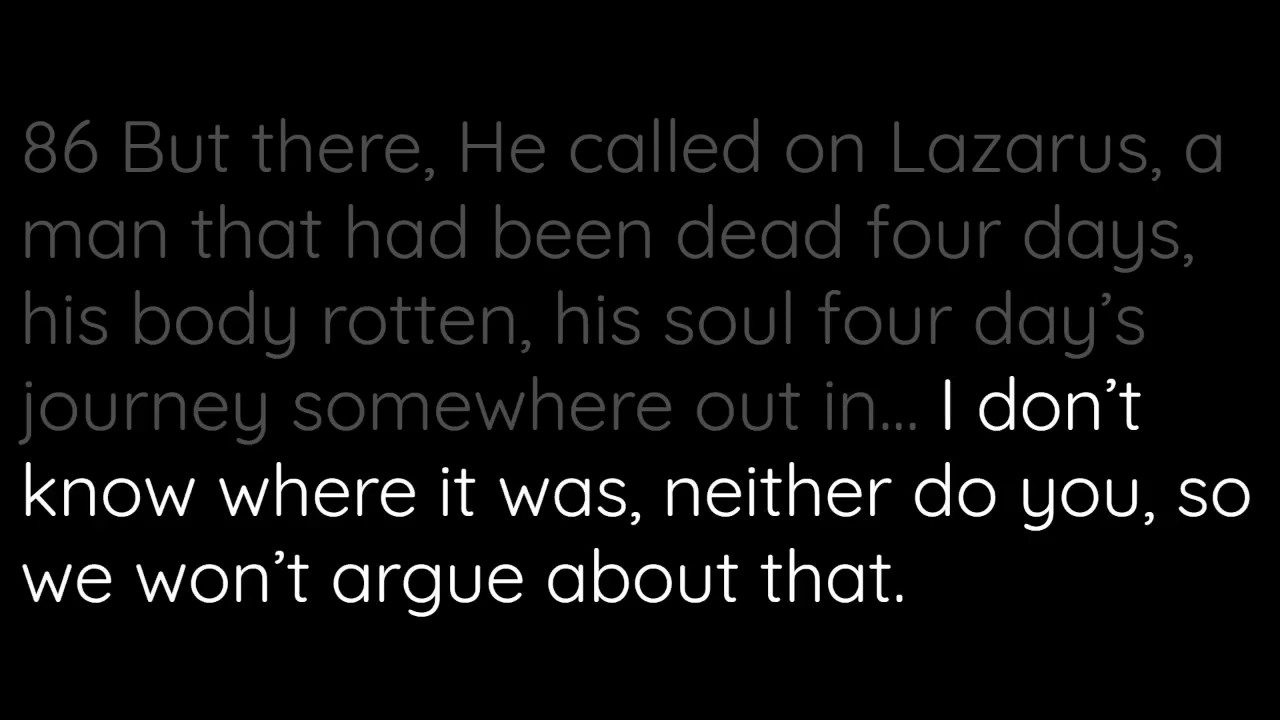 86 But there, He called on Lazarus, a
man that had been dead four days,
his body rotten, his soul four day’s
journey somewhere out in... I don’t
know where it was, neither do you, so
we won’t argue about that.